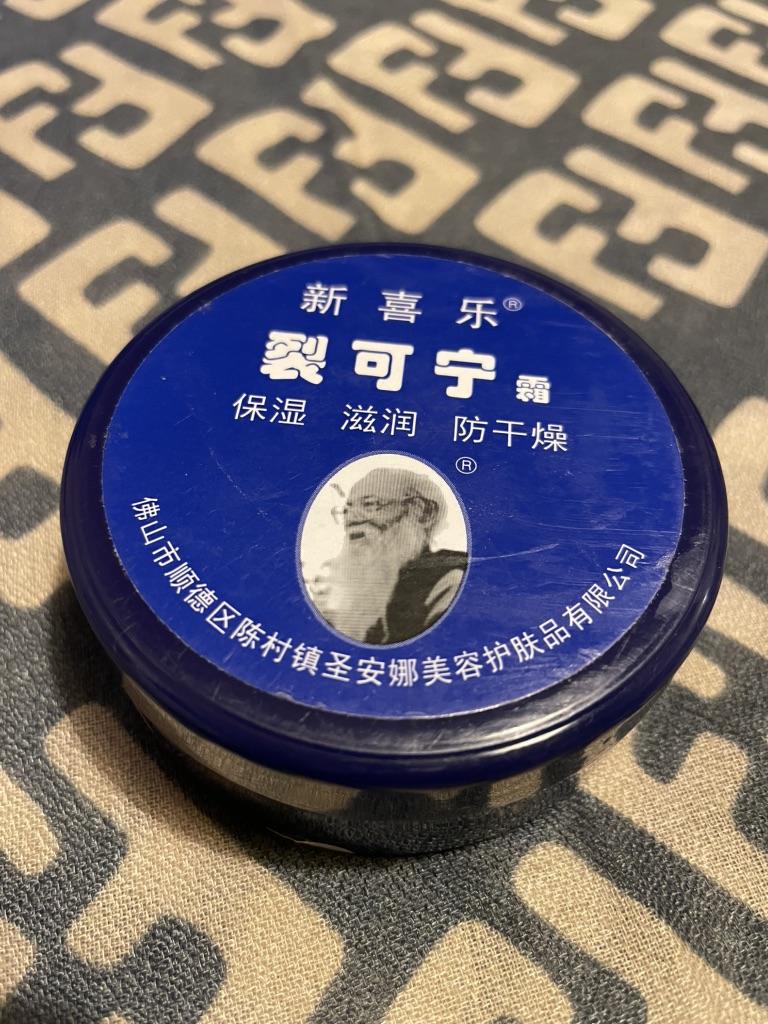 新喜乐®
裂可宁霜
保湿 滋润 防干燥
®
佛山市顺德区陈村镇圣安娜美容护肤品有限公司